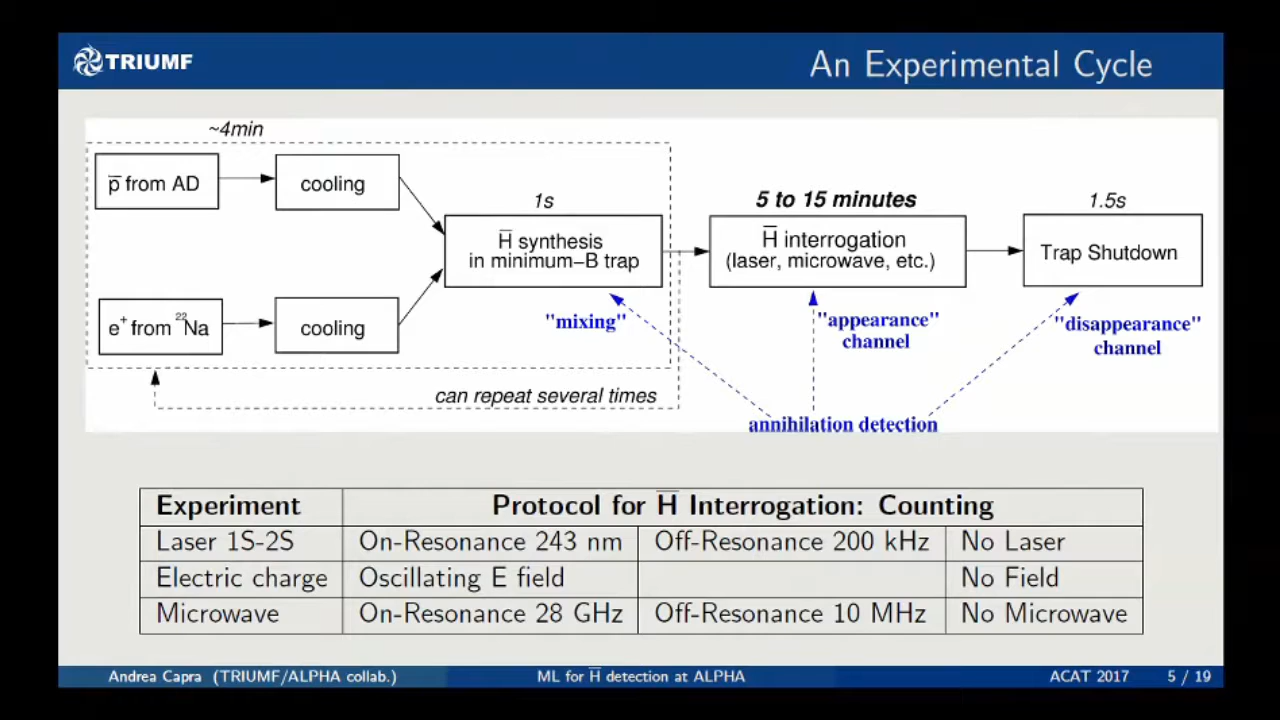 TRIUMF
An Experimental Cycle
~4min
p̅ from AD
cooling
1s
5 to 15 minutes
1.5s
H̅ synthesis
in minimum−B trap
H̅ interrogation
(laser, microwave, etc.)
Trap Shutdown
e⁺ from ²²Na
cooling
"mixing"
"appearance"
channel
"disappearance"
channel
can repeat several times
annihilation detection
Experiment Protocol for H̅ Interrogation: Counting
Laser 1S-2S On-Resonance 243 nm Off-Resonance 200 kHz No Laser
Electric charge Oscillating E field No Field
Microwave On-Resonance 28 GHz Off-Resonance 10 MHz No Microwave
Andrea Capra (TRIUMF/ALPHA collab.) ML for H̅ detection at ALPHA ACAT 2017 5 / 19